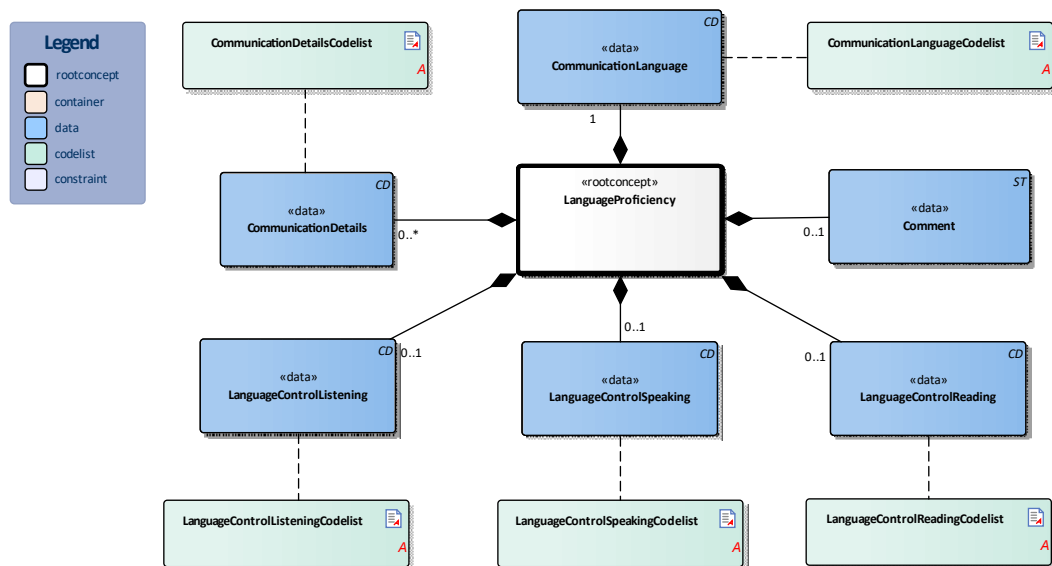 Legend
rootconcept
container
data
codelist
constraint
CommunicationDetailsCodelist
A
CD
«data»
CommunicationLanguage
CommunicationLanguageCodelist
A
1
CD
«data»
CommunicationDetails
0..*
«rootconcept»
LanguageProficiency
ST
«data»
Comment
0..1
CD
«data»
LanguageControlListening
0..1
CD
«data»
LanguageControlSpeaking
0..1
CD
«data»
LanguageControlReading
0..1
LanguageControlListeningCodelist
A
LanguageControlSpeakingCodelist
A
LanguageControlReadingCodelist
A